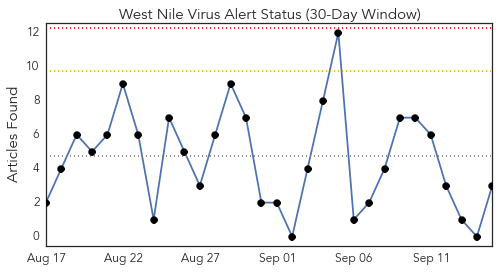 West Nile Virus Alert Status (30-Day Window)
12
10
8
6
4
2
0
Articles Found
Aug 17
Aug 22
Aug 27
Sep 01
Sep 06
Sep 11